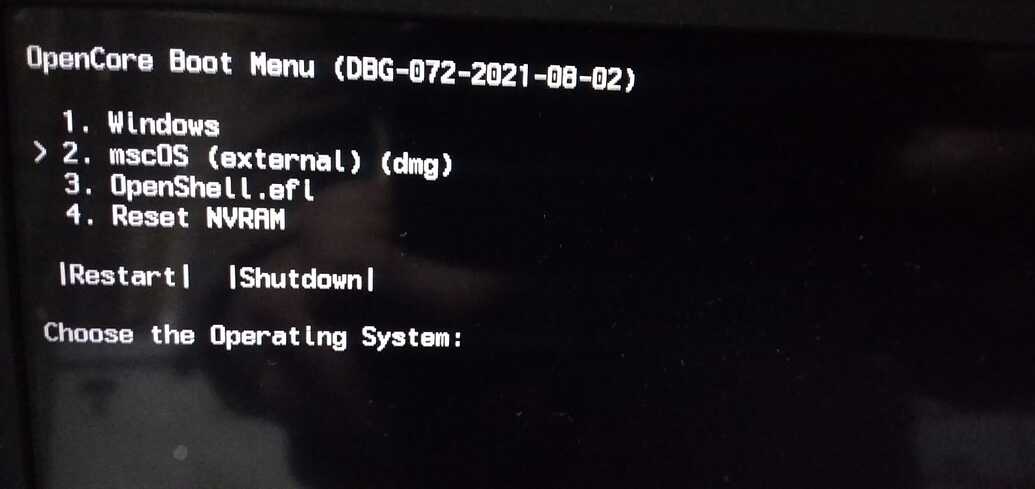 OpenCore Boot Menu (DBG-072-2021-08-02)
1. Windows
> 2. mscOS (external) (dmg)
3. OpenShell.efi
4. Reset NVRAM
|Restart| |Shutdown|
Choose the Operating System: